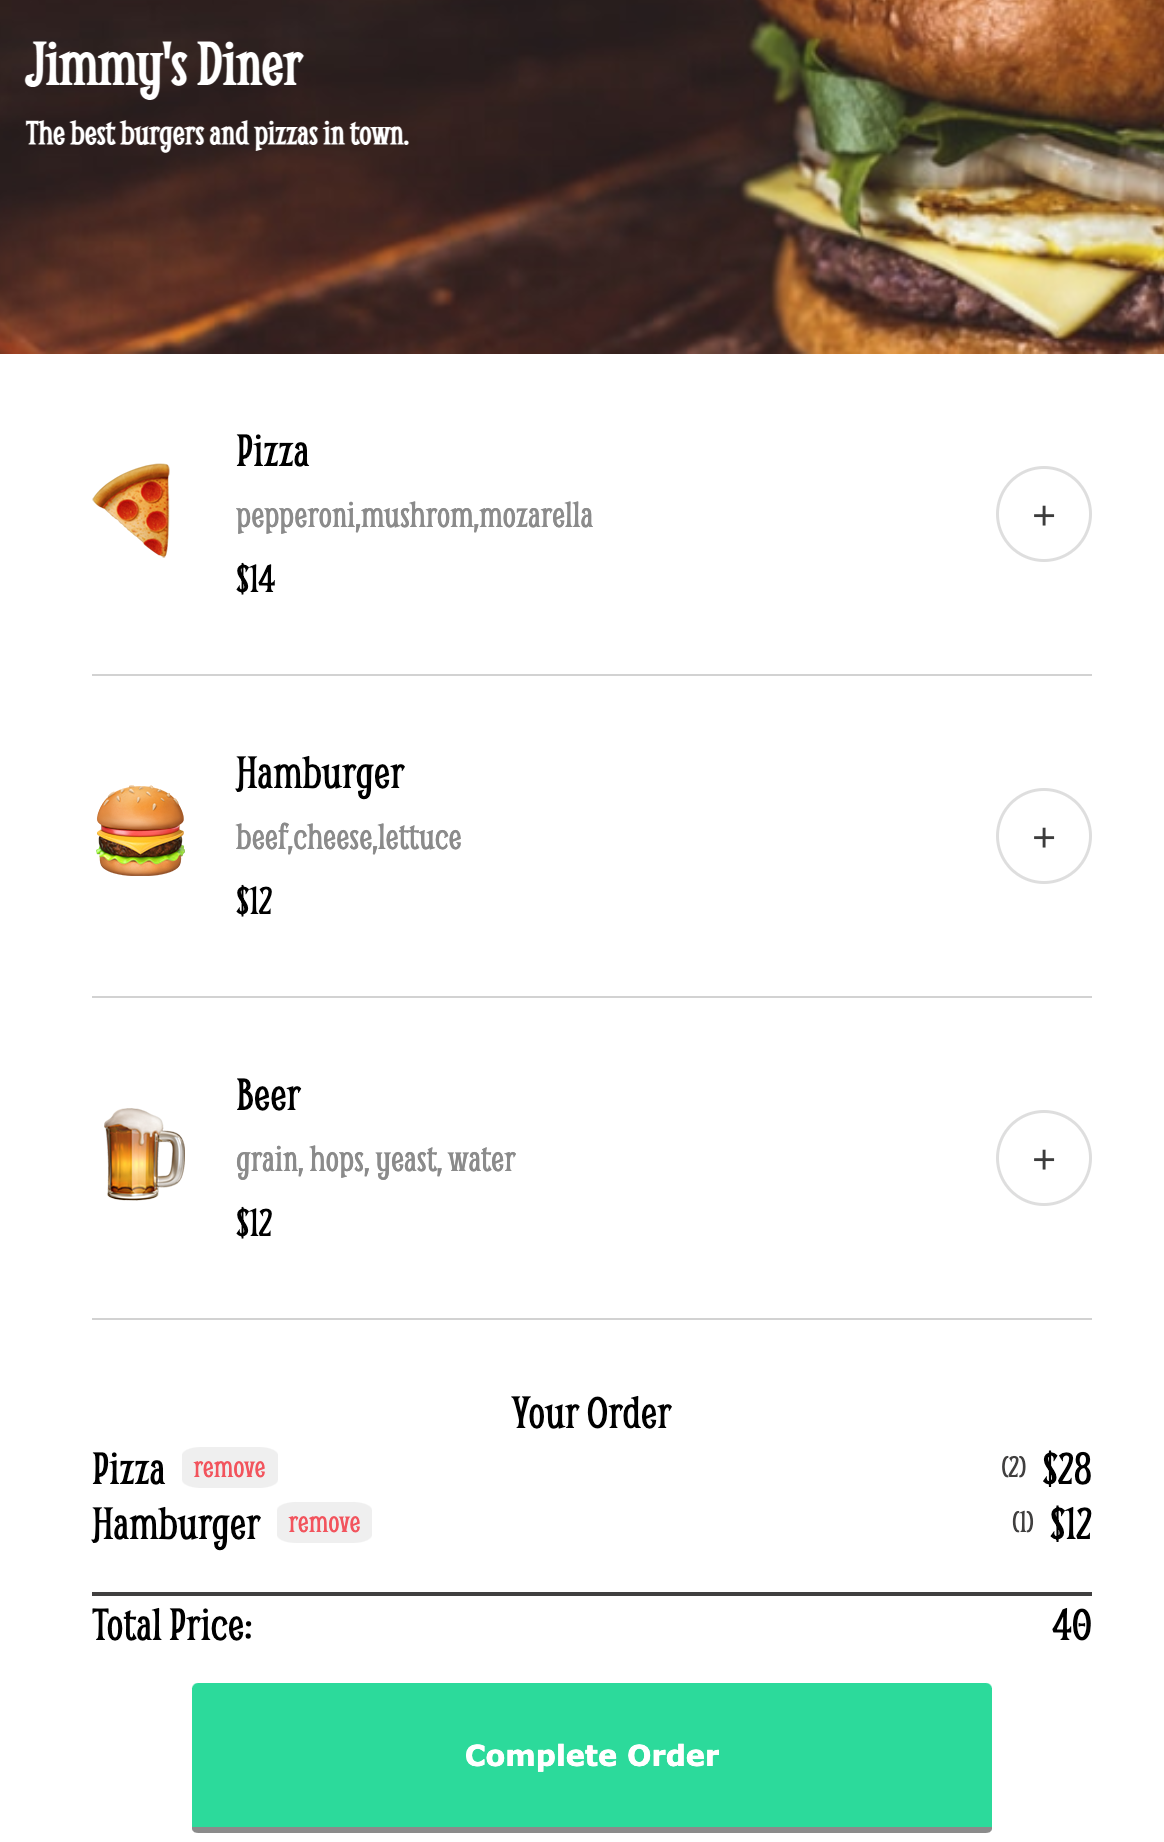 Jimmy's Diner
The best burgers and pizzas in town.
Pizza
pepperoni,mushrom,mozarella
$14
+
Hamburger
beef,cheese,lettuce
$12
+
Beer
grain, hops, yeast, water
$12
+
Your Order
Pizza remove (2) $28
Hamburger remove (1) $12
Total Price: 40
Complete Order